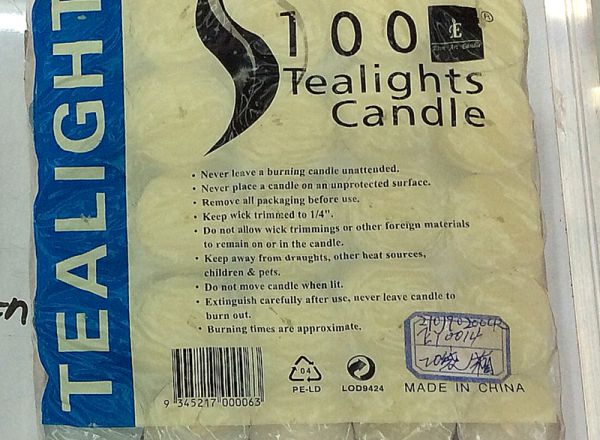 TEALIGHT
100
®
Tealights
Candle
• Never leave a burning candle unattended.
• Never place a candle on an unprotected surface.
• Remove all packaging before use.
• Keep wick trimmed to 1/4".
• Do not allow wick trimmings or other foreign materials
to remain on or in the candle.
• Keep away from draughts, other heat sources,
children & pets.
• Do not move candle when lit.
• Extinguish carefully after use, never leave candle to
burn out.
• Burning times are approximate.
04
PE-LD
LOD9424
MADE IN CHINA
9 345217 000063